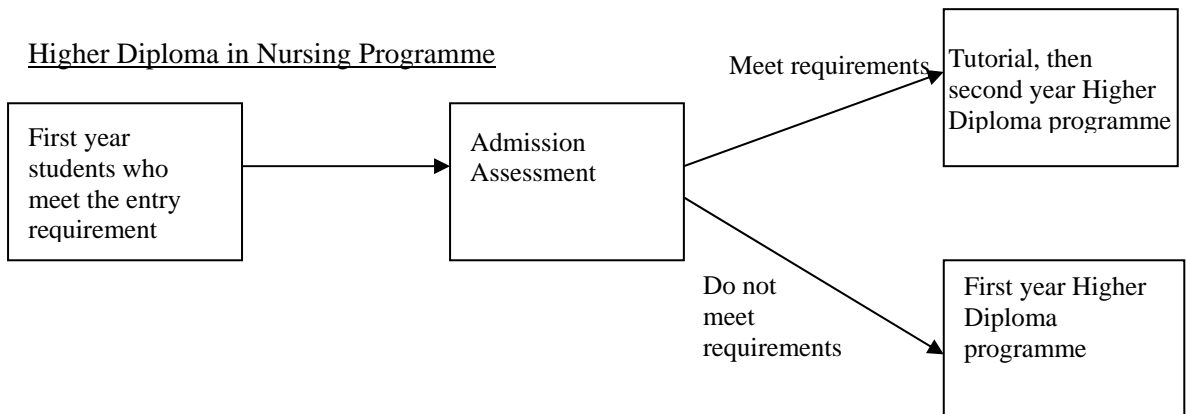 Higher Diploma in Nursing Programme
First year
students who
meet the entry
requirement
Admission
Assessment
Meet requirements
Tutorial, then
second year Higher
Diploma programme
Do not
meet
requirements
First year Higher
Diploma
programme